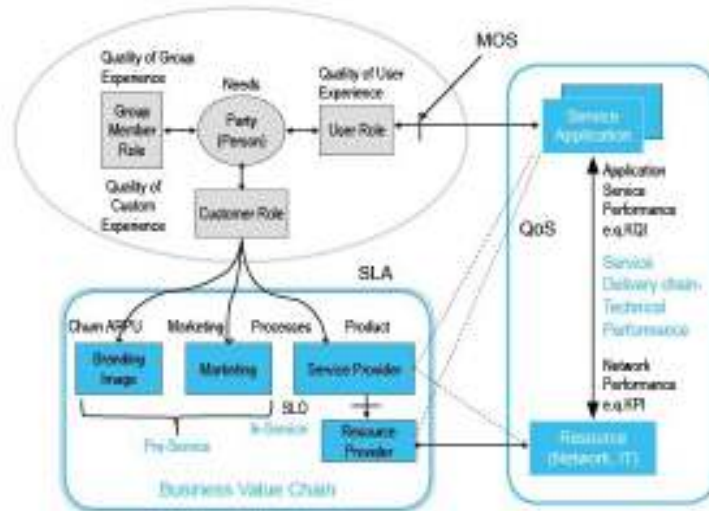 MOS
Quality of Group
Experience
Needs
Quality of User
Experience
Group
Member
Role
Party
(Person)
User Role
Service
Application
Quality of
Custom
Experience
Customer Role
Application
Service
Performance
e.q.KQI
QoS
SLA
Service
Delivery chain-
Technical
Performance
Churn ARPU
Marketing
Processes
Product
Branding
Image
Marketing
Service Provider
Network
Performance
e.q.KPI
SLO
In-Service
Pre-Service
Resource
Provider
Resource
(Network, IT)
Business Value Chain